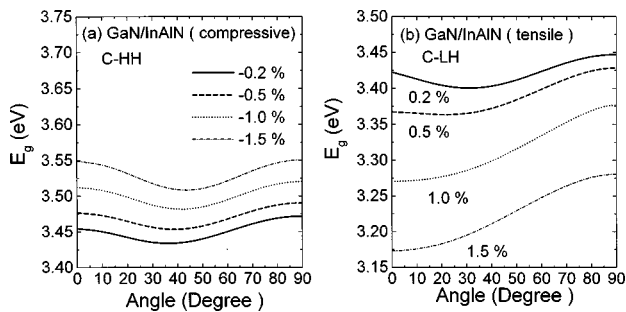 (a) GaN/InAlN ( compressive)
C-HH
-0.2 %
-0.5 %
-1.0 %
-1.5 %
3.75
3.70
3.65
3.60
3.55
3.50
3.45
3.40
Eg (eV)
0 10 20 30 40 50 60 70 80 90
Angle (Degree )
(b) GaN/InAlN ( tensile )
C-LH
0.2 %
0.5 %
1.0 %
1.5 %
3.50
3.45
3.40
3.35
3.30
3.25
3.20
3.15
Eg (eV)
0 10 20 30 40 50 60 70 80 90
Angle (Degree )